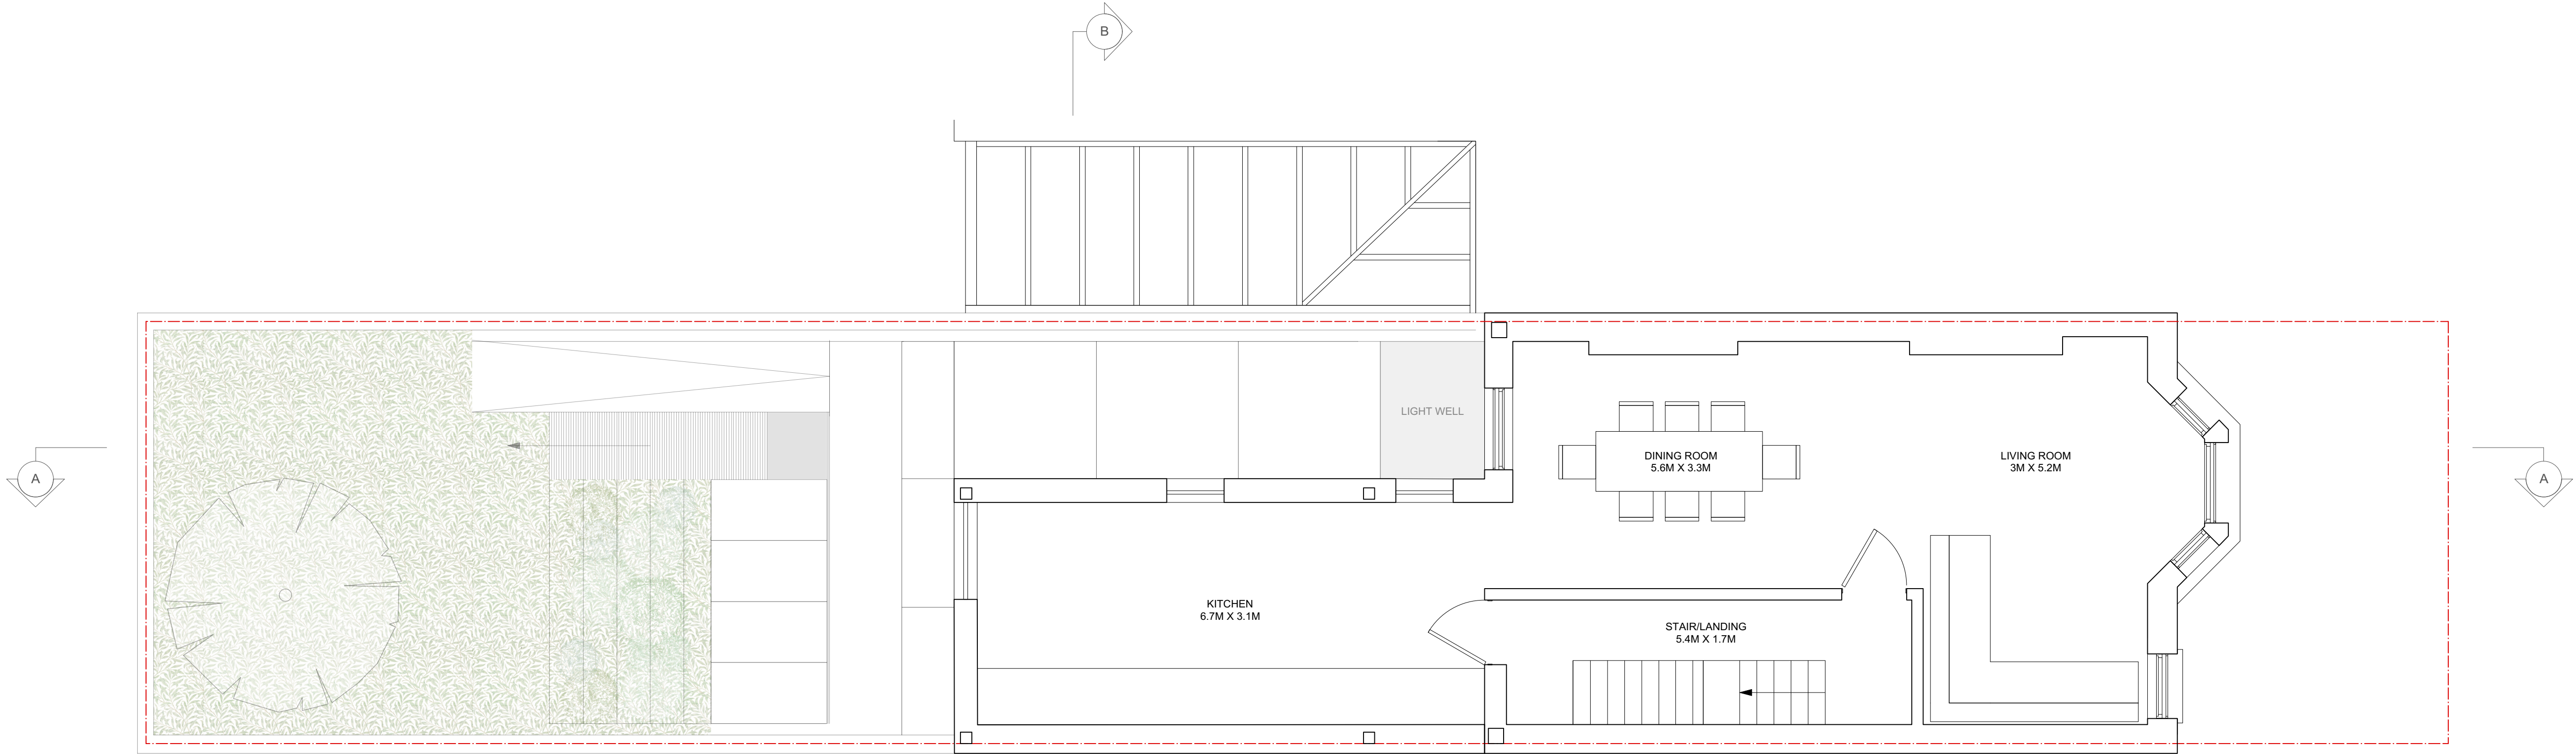 B
LIGHT WELL
DINING ROOM
5.6M X 3.3M
LIVING ROOM
3M X 5.2M
A
A
KITCHEN
6.7M X 3.1M
STAIR/LANDING
5.4M X 1.7M